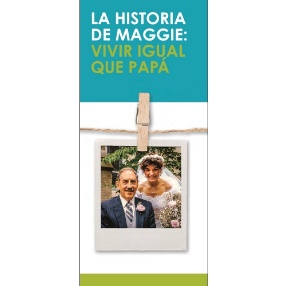 LA HISTORIA
DE MAGGIE:
VIVIR IGUAL
QUE PAPÁ